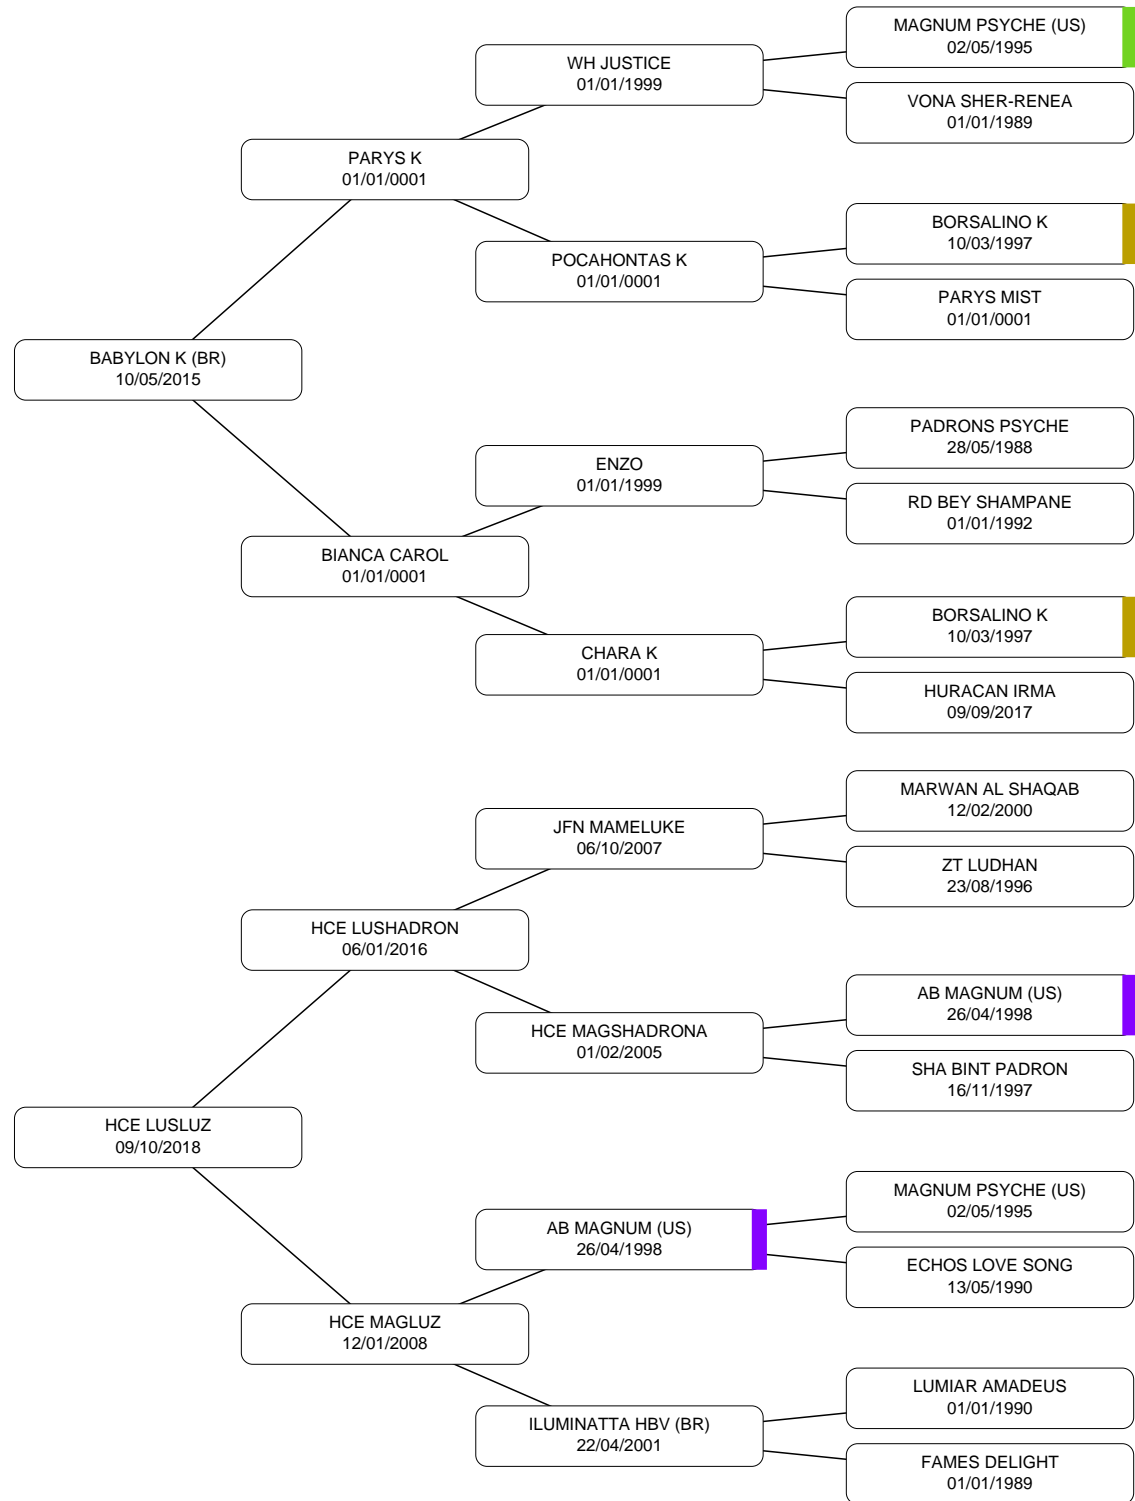 MAGNUM PSYCHE (US)
02/05/1995
WH JUSTICE
01/01/1999
VONA SHER-RENEA
01/01/1989
PARYS K
01/01/0001
BORSALINO K
10/03/1997
POCAHONTAS K
01/01/0001
PARYS MIST
01/01/0001
BABYLON K (BR)
10/05/2015
PADRONS PSYCHE
28/05/1988
ENZO
01/01/1999
RD BEY SHAMPANE
01/01/1992
BIANCA CAROL
01/01/0001
BORSALINO K
10/03/1997
CHARA K
01/01/0001
HURACAN IRMA
09/09/2017
MARWAN AL SHAQAB
12/02/2000
JFN MAMELUKE
06/10/2007
ZT LUDHAN
23/08/1996
HCE LUSHADRON
06/01/2016
AB MAGNUM (US)
26/04/1998
HCE MAGSHADRONA
01/02/2005
SHA BINT PADRON
16/11/1997
HCE LUSLUZ
09/10/2018
MAGNUM PSYCHE (US)
02/05/1995
AB MAGNUM (US)
26/04/1998
ECHOS LOVE SONG
13/05/1990
HCE MAGLUZ
12/01/2008
LUMIAR AMADEUS
01/01/1990
ILUMINATTA HBV (BR)
22/04/2001
FAMES DELIGHT
01/01/1989